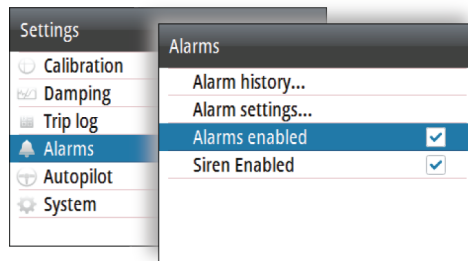 Settings
Calibration
Damping
Trip log
Alarms
Autopilot
System
Alarms
Alarm history...
Alarm settings...
Alarms enabled
Siren Enabled